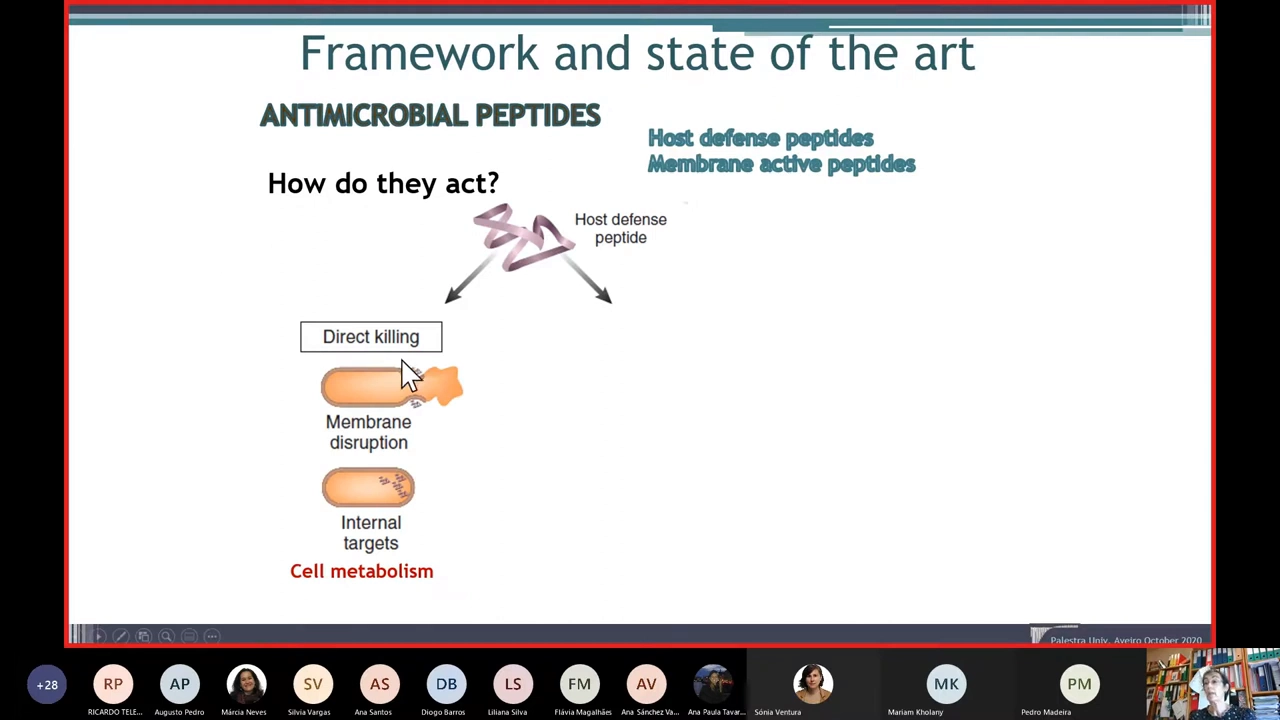 Framework and state of the art
ANTIMICROBIAL PEPTIDES
Host defense peptides
Membrane active peptides
How do they act?
Host defense
peptide
Direct killing
Membrane
disruption
Internal
targets
Cell metabolism
Palestra Univ. Aveiro October 2020
+28
RP
AP
SV
AS
DB
LS
FM
AV
MK
PM
RICARDO TELE...
Augusto Pedro
Márcia Neves
Silvia Vargas
Ana Santos
Diogo Barros
Liliana Silva
Flávia Magalhães
Ana Sánchez Va...
Ana Paula Tavar...
Sónia Ventura
Mariam Kholany
Pedro Madeira